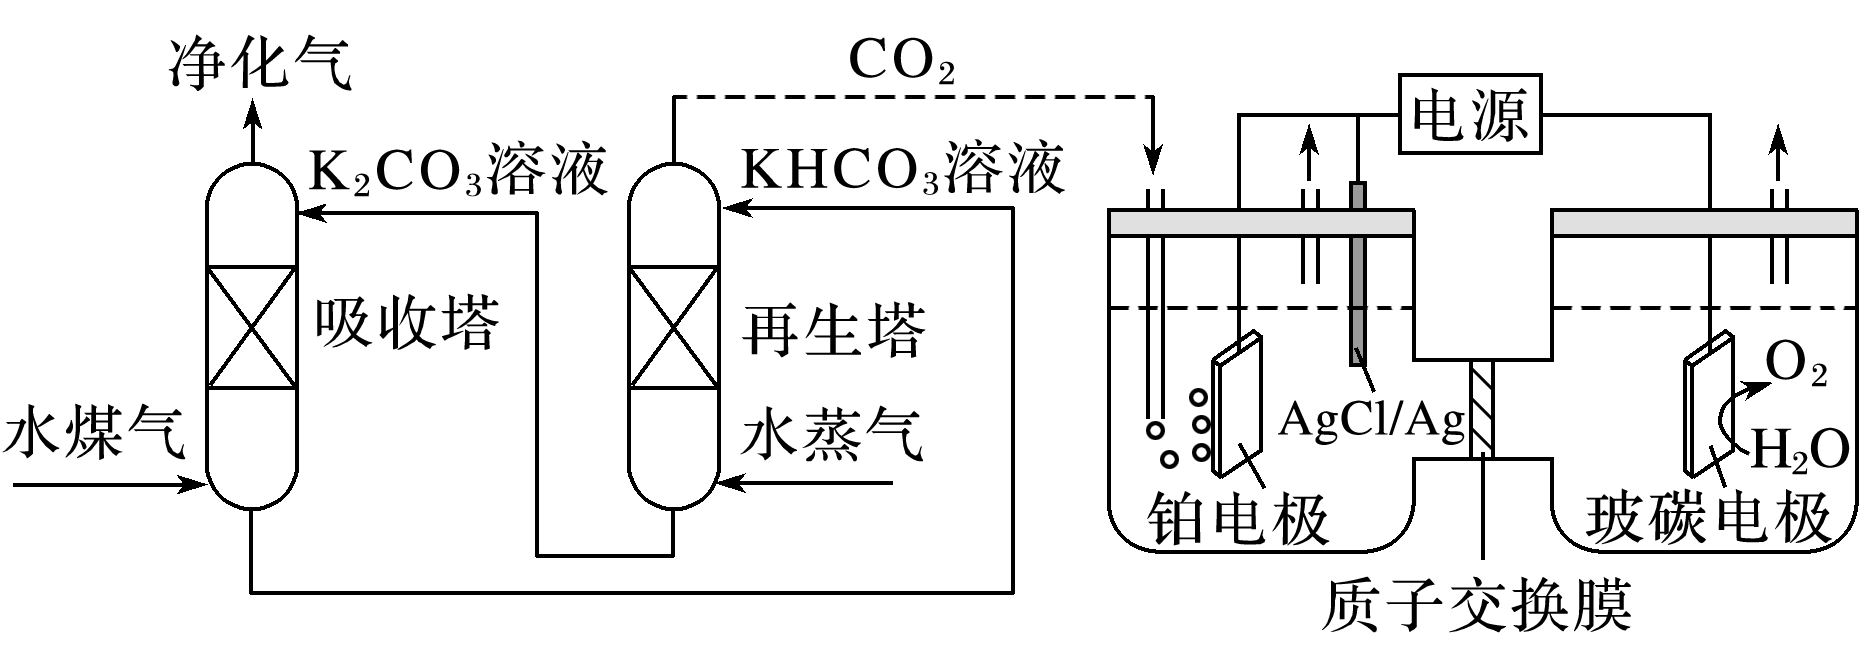 净化气
CO₂
K₂CO₃溶液
KHCO₃溶液
电源
吸收塔
再生塔
O₂
水煤气
水蒸气
AgCl/Ag
H₂O
铂电极
玻碳电极
质子交换膜